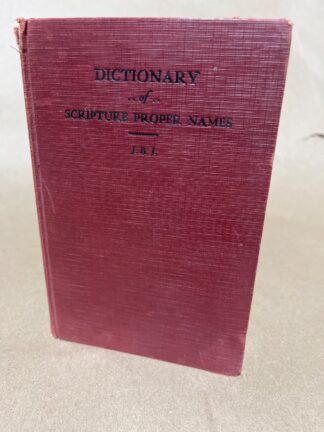 DICTIONARY
..of..
SCRIPTURE PROPER NAMES
J. B. J.